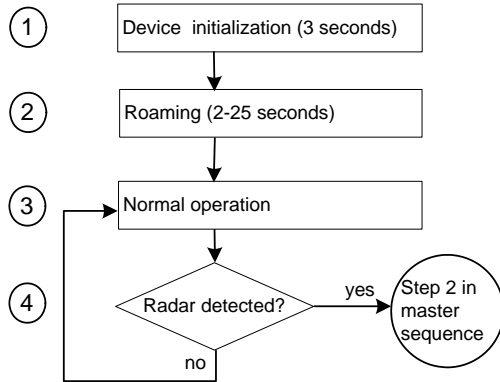 1
Device initialization (3 seconds)
2
Roaming (2-25 seconds)
3
Normal operation
4
Radar detected?
yes
Step 2 in
master
sequence
no